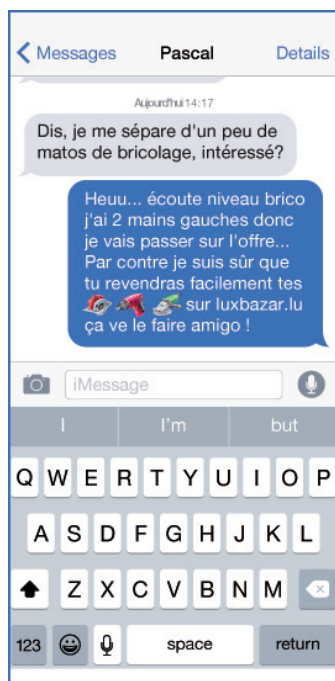 Messages Pascal Details
Aujourd'hui 14:17
Dis, je me sépare d'un peu de
matos de bricolage, intéressé?
Heuu... écoute niveau brico
j'ai 2 mains gauches donc
je vais passer sur l'offre...
Par contre je suis sûr que
tu revendras facilement tes
sur luxbazar.lu
ça ve le faire amigo !
iMessage
I I'm but
Q W E R T Y U I O P
A S D F G H J K L
Z X C V B N M
123 space return